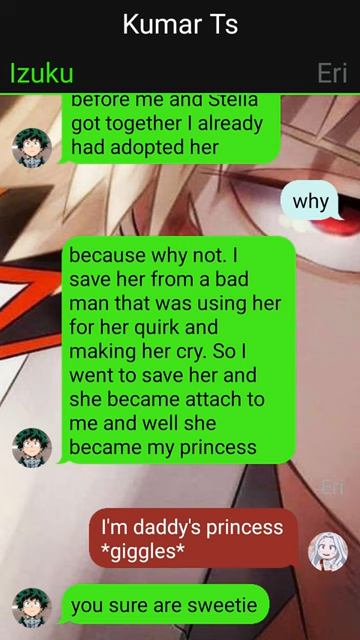 Kumar Ts
Izuku
Eri
before me and Stella
got together I already
had adopted her
why
because why not. I
save her from a bad
man that was using her
for her quirk and
making her cry. So I
went to save her and
she became attach to
me and well she
became my princess
Eri
I'm daddy's princess
*giggles*
you sure are sweetie